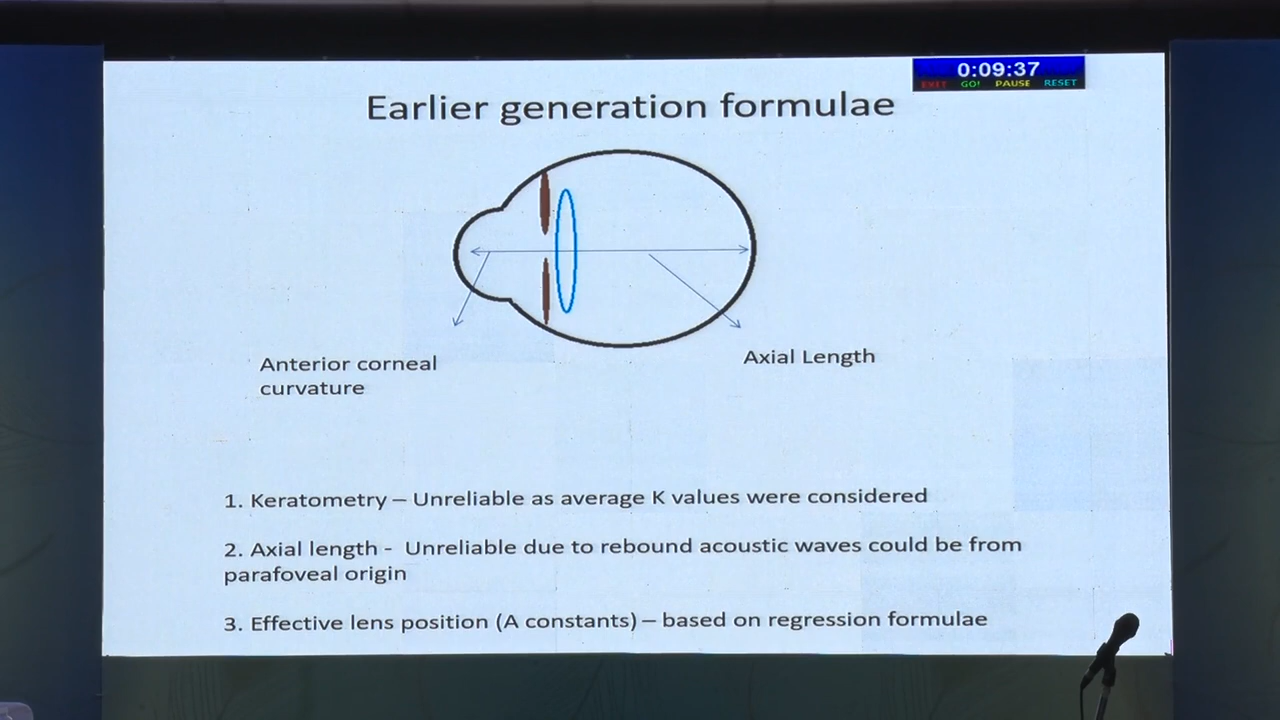 0:09:37
EXIT GO! PAUSE RESET
Earlier generation formulae
Anterior corneal
curvature
Axial Length
1. Keratometry – Unreliable as average K values were considered
2. Axial length - Unreliable due to rebound acoustic waves could be from
parafoveal origin
3. Effective lens position (A constants) – based on regression formulae